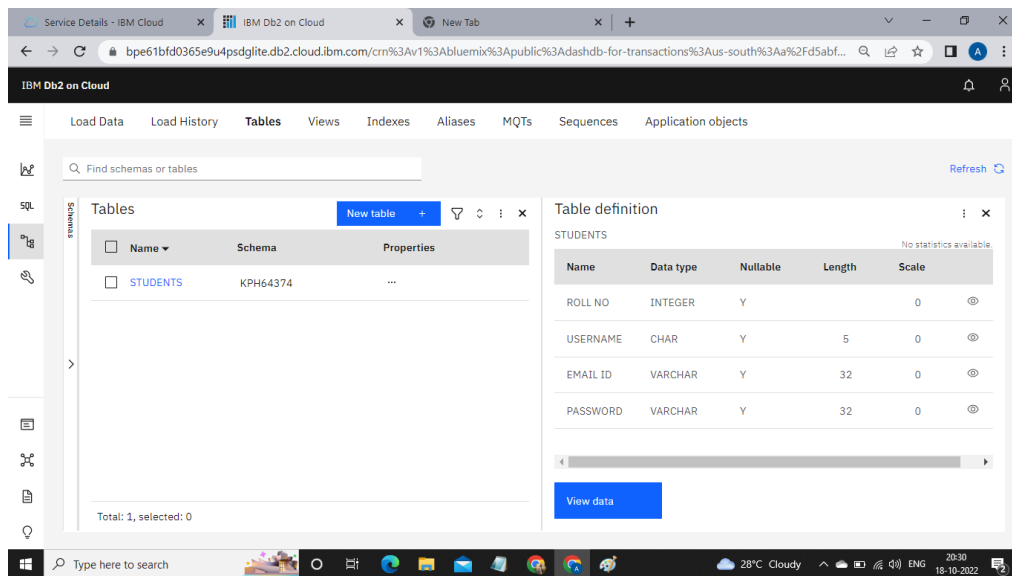 Service Details - IBM Cloud
IBM Db2 on Cloud
New Tab
bpe61bfd0365e9u4psdglite.db2.cloud.ibm.com/crn%3Av1%3Abluemix%3Apublic%3Adashdb-for-transactions%3Aus-south%3Aa%2Fd5abf...
A
IBM Db2 on Cloud
Load Data Load History Tables Views Indexes Aliases MQTs Sequences Application objects
Find schemas or tables
Refresh
SQL
Schemas
Tables
New table +
Name Schema Properties
STUDENTS KPH64374 ...
Total: 1, selected: 0
Table definition
STUDENTS
No statistics available.
Name Data type Nullable Length Scale
ROLL NO INTEGER Y 0
USERNAME CHAR Y 5 0
EMAIL ID VARCHAR Y 32 0
PASSWORD VARCHAR Y 32 0
View data
Type here to search
28°C Cloudy
ENG
20:30
18-10-2022
2